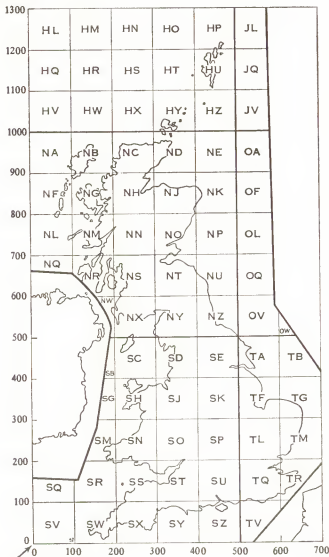 1300
HL HM HN HO HP JL
1200
HQ HR HS HT HU JQ
1100
HV HW HX HY HZ JV
1000
NA NB NC ND NE OA
900
NF NG NH NJ NK OF
800
NL NM NN NO NP OL
700
NQ NR NS NT NU OQ
600
NW NX NY NZ OV OW
500
SC SD SE TA TB
SB
400
SG SH SJ SK TF TG
300
SM SN SO SP TL TM
200
SQ SR SS ST SU TQ TR
100
SV SW SX SY SZ TV
0
0 100 200 300 400 500 600 700